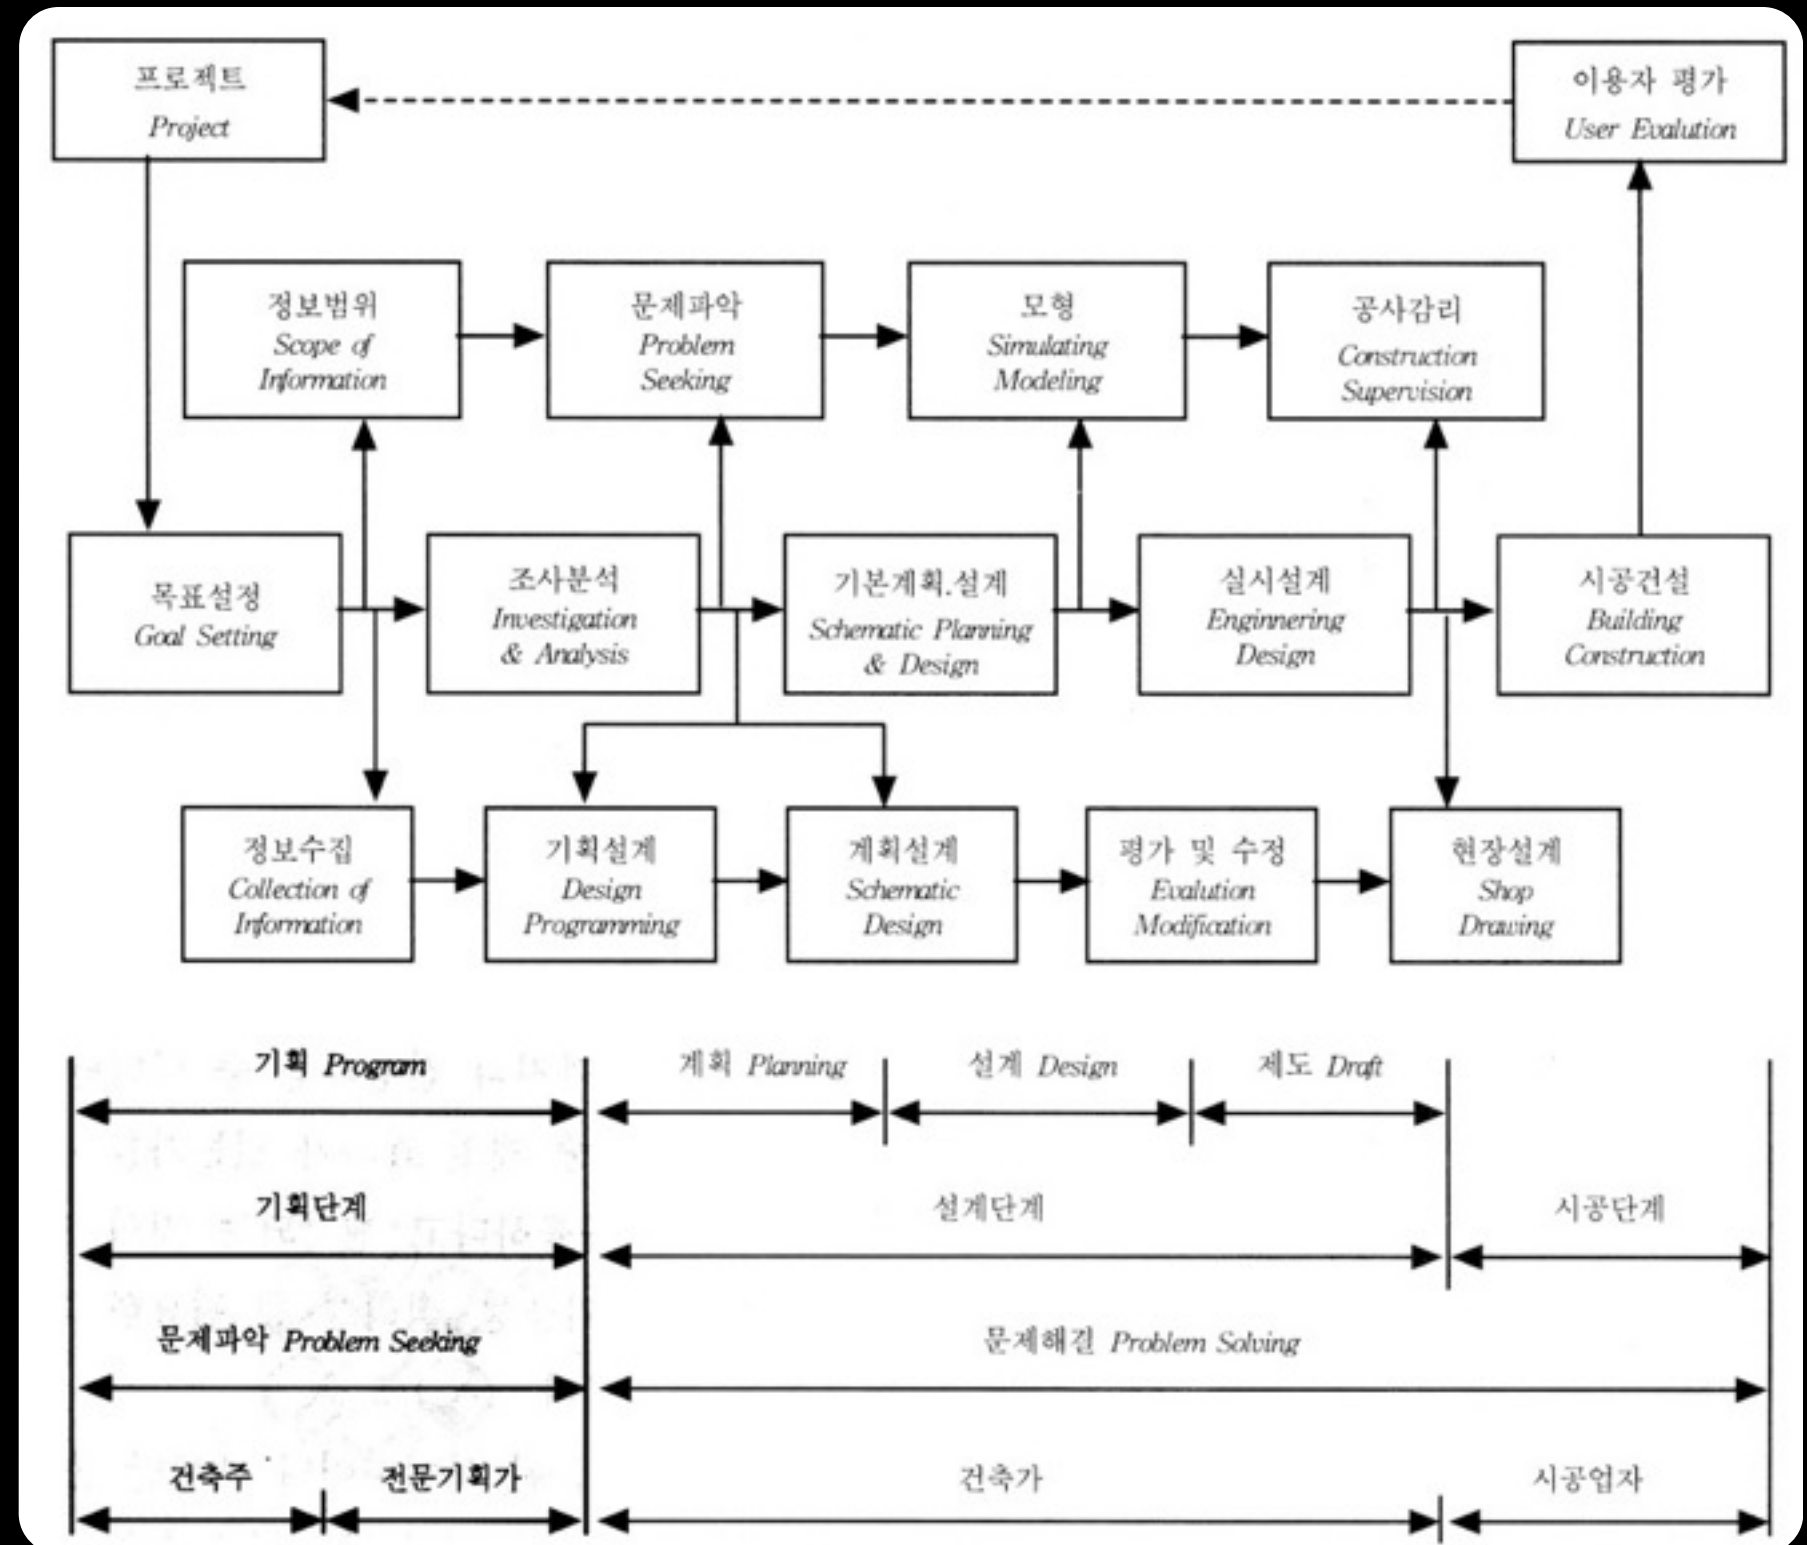 프로젝트
Project
이용자 평가
User Evalution
정보범위
Scope of
Information
문제파악
Problem
Seeking
모형
Simulating
Modeling
공사감리
Construction
Supervision
목표설정
Goal Setting
조사분석
Investigation
& Analysis
기본계획.설계
Schematic Planning
& Design
실시설계
Enginnering
Design
시공건설
Building
Construction
정보수집
Collection of
Information
기획설계
Design
Programming
계획설계
Schematic
Design
평가 및 수정
Evalution
Modification
현장설계
Shop
Drawing
기획 Program
계획 Planning
설계 Design
제도 Draft
기획단계
설계단계
시공단계
문제파악 Problem Seeking
문제해결 Problem Solving
건축주
전문기획가
건축가
시공업자